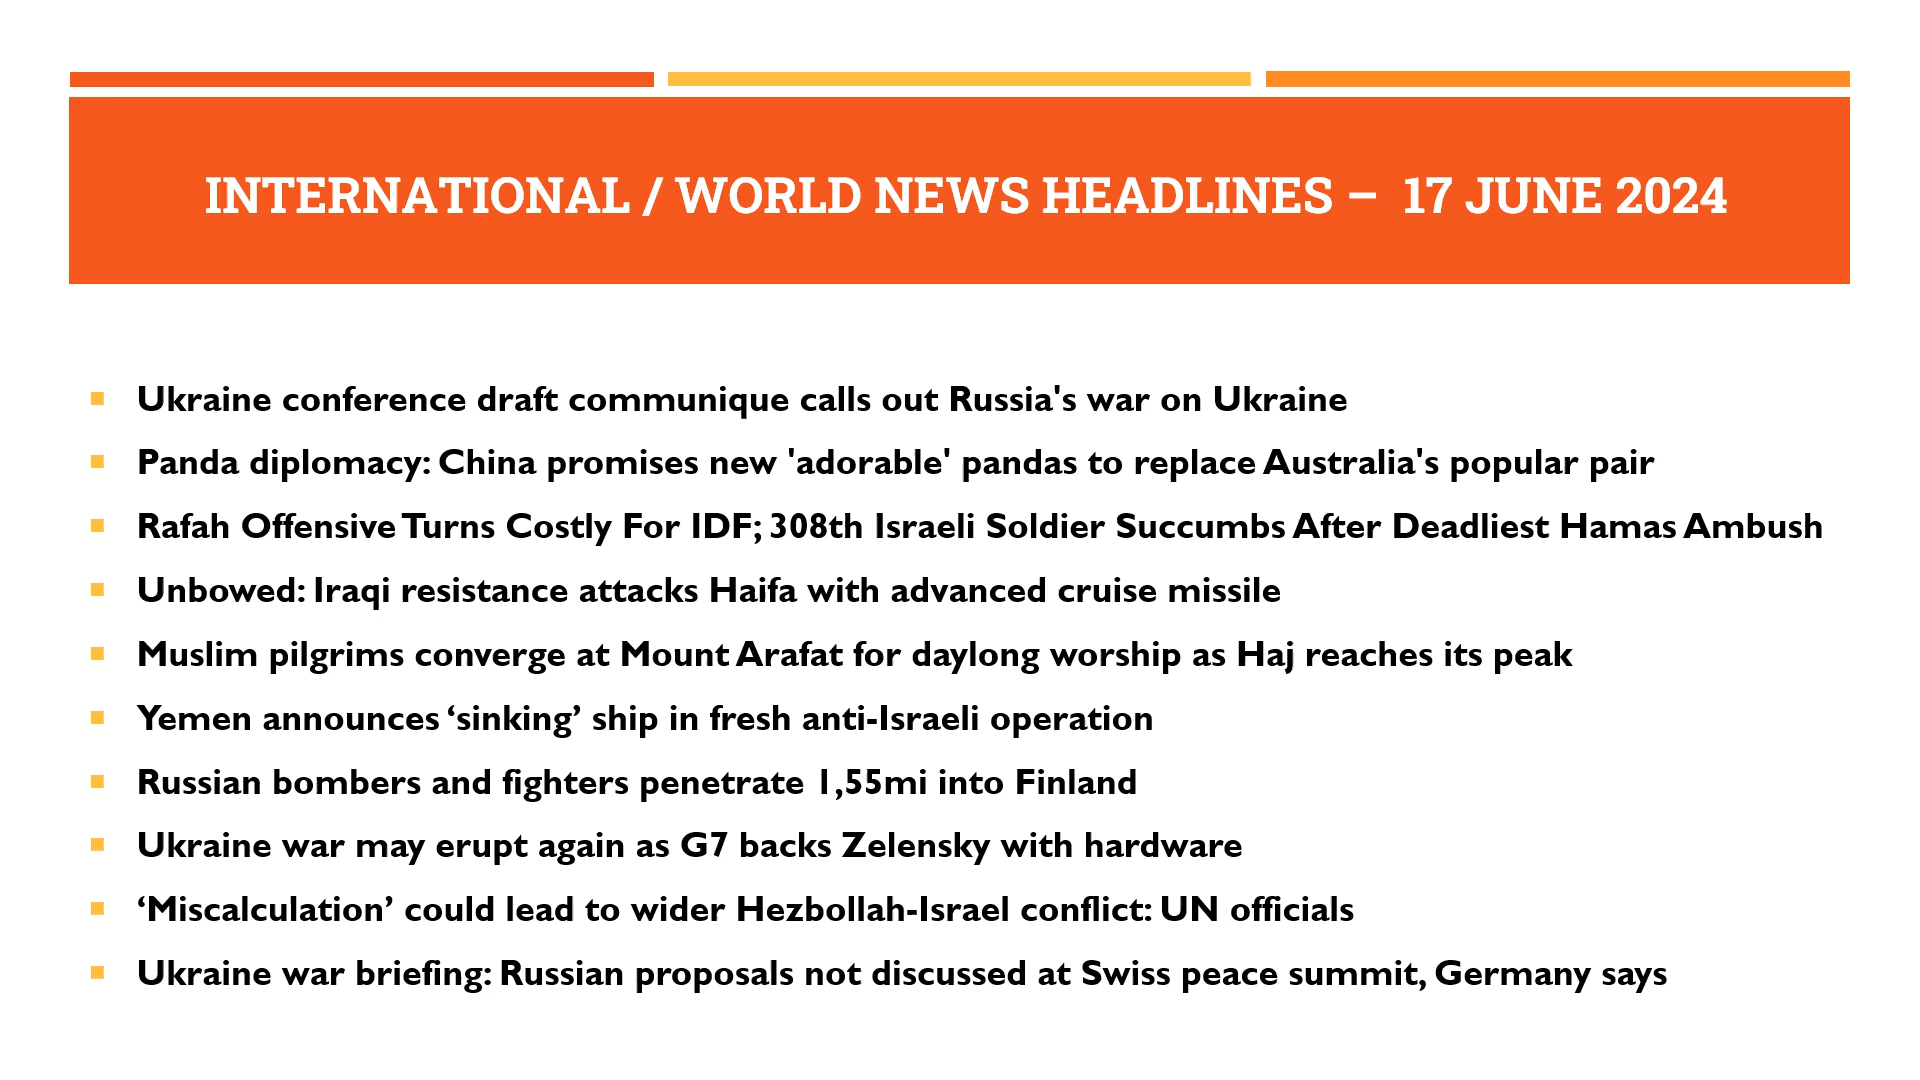 INTERNATIONAL / WORLD NEWS HEADLINES – 17 JUNE 2024
Ukraine conference draft communique calls out Russia's war on Ukraine
Panda diplomacy: China promises new 'adorable' pandas to replace Australia's popular pair
Rafah Offensive Turns Costly For IDF; 308th Israeli Soldier Succumbs After Deadliest Hamas Ambush
Unbowed: Iraqi resistance attacks Haifa with advanced cruise missile
Muslim pilgrims converge at Mount Arafat for daylong worship as Haj reaches its peak
Yemen announces ‘sinking’ ship in fresh anti-Israeli operation
Russian bombers and fighters penetrate 1,55mi into Finland
Ukraine war may erupt again as G7 backs Zelensky with hardware
‘Miscalculation’ could lead to wider Hezbollah-Israel conflict: UN officials
Ukraine war briefing: Russian proposals not discussed at Swiss peace summit, Germany says